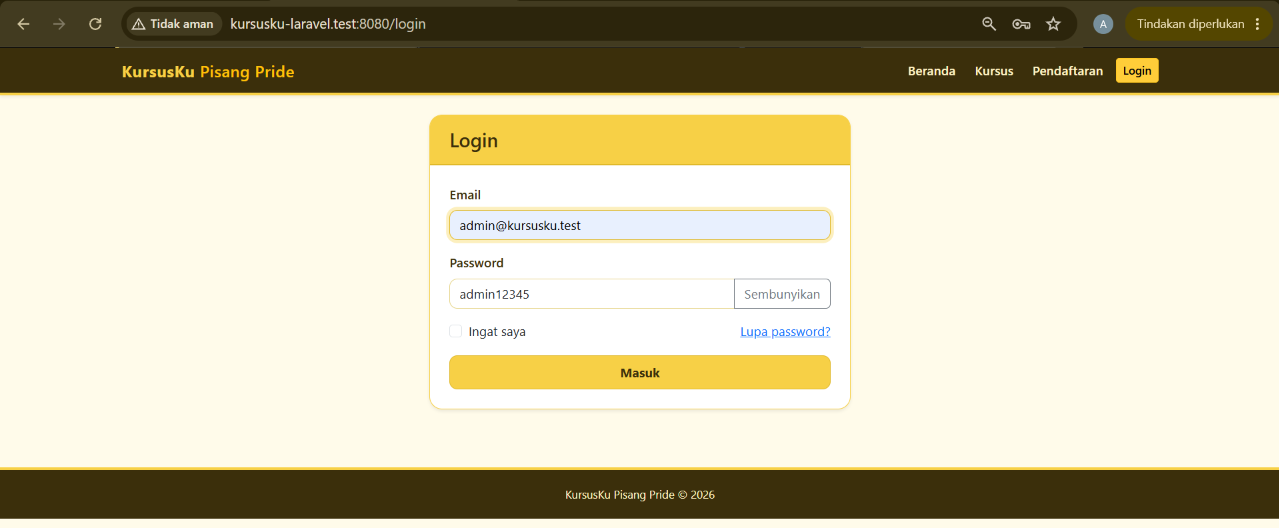 Tidak aman kursusku-laravel.test:8080/login A Tindakan diperlukan
KursusKu Pisang Pride Beranda Kursus Pendaftaran Login
Login
Email
admin@kursusku.test
Password
admin12345 Sembunyikan
Ingat saya Lupa password?
Masuk
KursusKu Pisang Pride © 2026